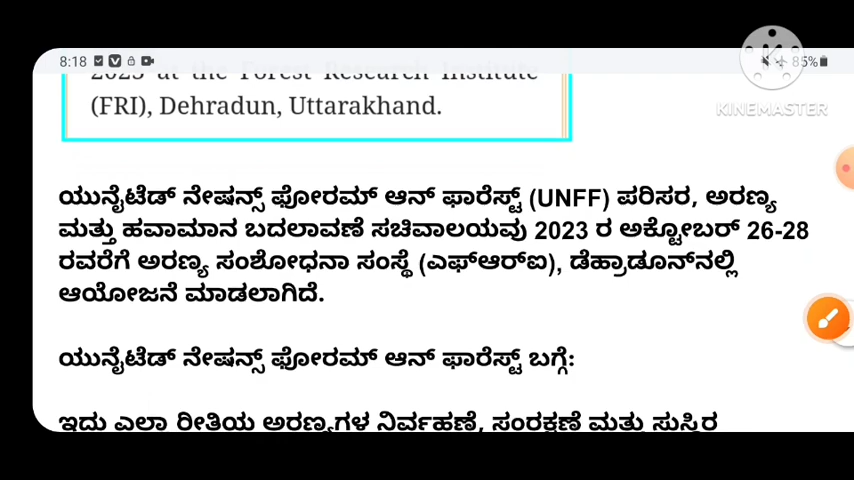 8:18
85%
KINEMASTER
2023 at the Forest Research Institute
(FRI), Dehradun, Uttarakhand.
ಯುನೈಟೆಡ್ ನೇಷನ್ಸ್ ಫೋರಮ್ ಆನ್ ಫಾರೆಸ್ಟ್ (UNFF) ಪರಿಸರ, ಅರಣ್ಯ
ಮತ್ತು ಹವಾಮಾನ ಬದಲಾವಣೆ ಸಚಿವಾಲಯವು 2023 ರ ಅಕ್ಟೋಬರ್ 26-28
ರವರೆಗೆ ಅರಣ್ಯ ಸಂಶೋಧನಾ ಸಂಸ್ಥೆ (ಎಫ್ಆರ್ಐ), ಡೆಹ್ರಾಡೂನ್‌ನಲ್ಲಿ
ಆಯೋಜನೆ ಮಾಡಲಾಗಿದೆ.
ಯುನೈಟೆಡ್ ನೇಷನ್ಸ್ ಫೋರಮ್ ಆನ್ ಫಾರೆಸ್ಟ್ ಬಗ್ಗೆ:
ಇದು ಎಲ್ಲಾ ರೀತಿಯ ಅರಣ್ಯಗಳ ನಿರ್ವಹಣೆ, ಸಂರಕ್ಷಣೆ ಮತ್ತು ಸುಸ್ಥಿರ